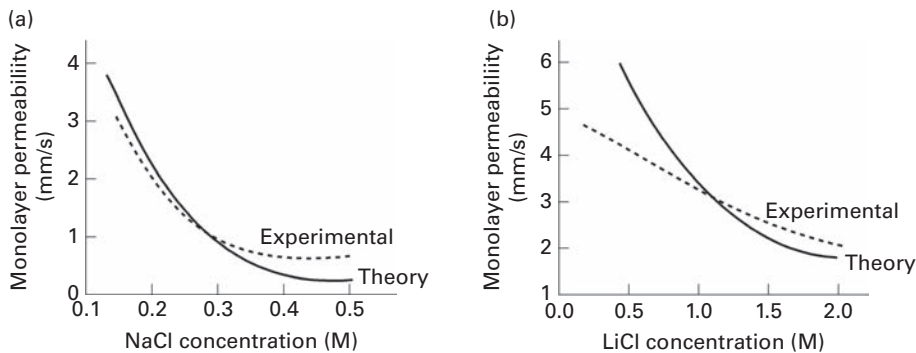 (a)
Monolayer permeabiliity
(mm/s)
4
3
2
1
0
0.1 0.2 0.3 0.4 0.5
Experimental
Theory
NaCl concentration (M)
(b)
Monolayer permeability
(mm/s)
6
5
4
3
2
1
0.0 0.5 1.0 1.5 2.0
Experimental
Theory
LiCl concentration (M)